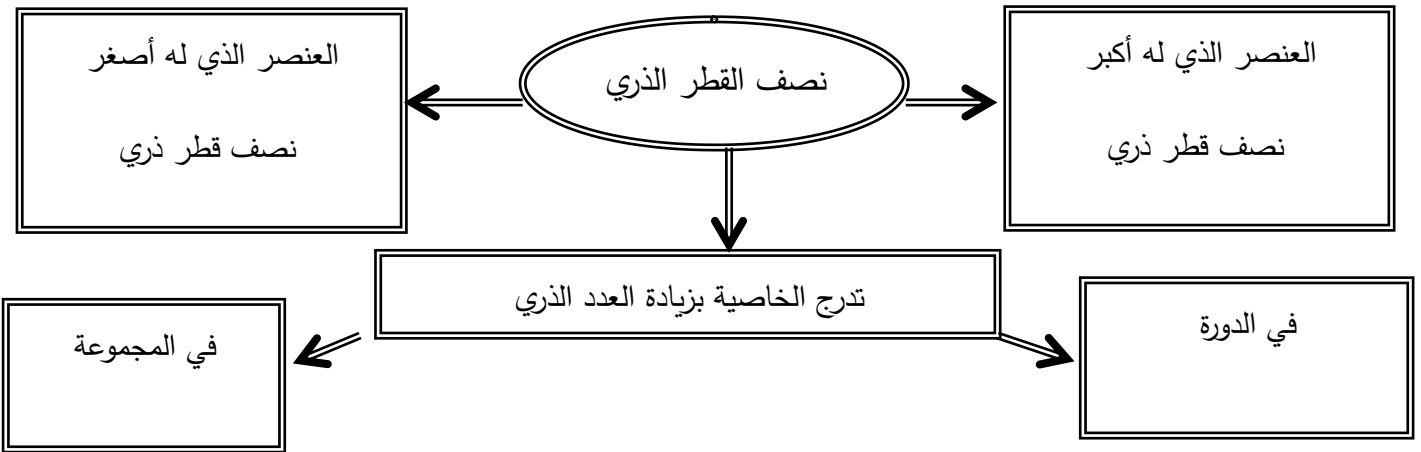 العنصر الذي له أكبر
نصف قطر ذري
نصف القطر الذري
العنصر الذي له أصغر
نصف قطر ذري
تدرج الخاصية بزيادة العدد الذري
في الدورة
في المجموعة